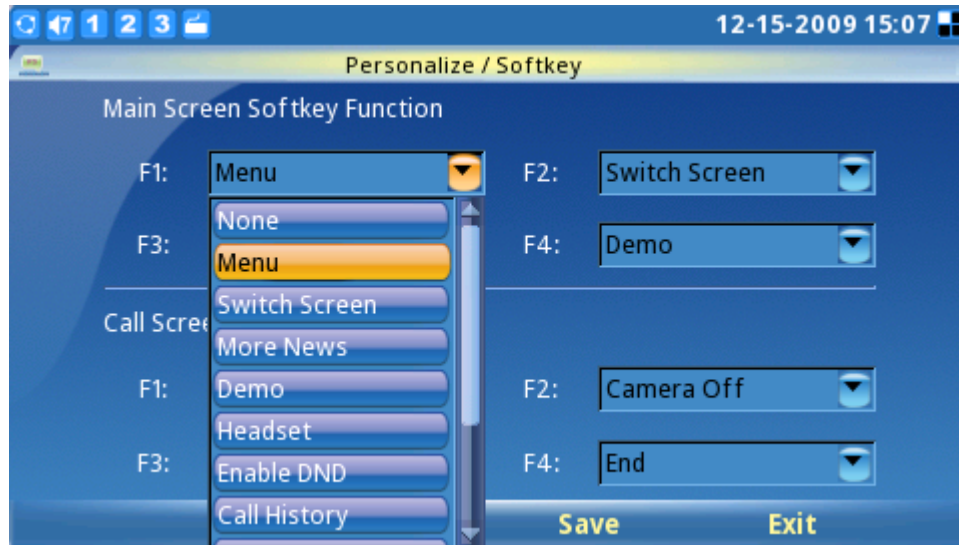 7 1 2 3 12-15-2009 15:07
Personalize / Softkey
Main Screen Softkey Function
F1: Menu F2: Switch Screen
None
F3: F4: Demo
Menu
Switch Screen
Call Scree
More News
F1: Demo F2: Camera Off
Headset
F3: Enable DND F4: End
Call History
Save Exit